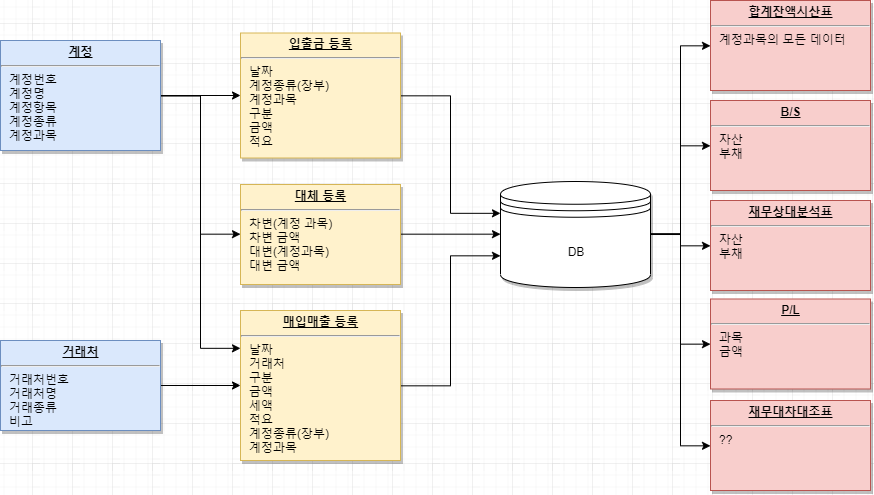 계정
계정번호
계정명
계정항목
계정종류
계정과목
거래처
거래처번호
거래처명
거래종류
비고
입출금 등록
날짜
계정종류(장부)
계정과목
구분
금액
적요
대체 등록
차변(계정 과목)
차변 금액
대변(계정과목)
대변 금액
매입매출 등록
날짜
거래처
구분
금액
세액
적요
계정종류(장부)
계정과목
DB
합계잔액시산표
계정과목의 모든 데이터
B/S
자산
부채
재무상대분석표
자산
부채
P/L
과목
금액
재무대차대조표
??